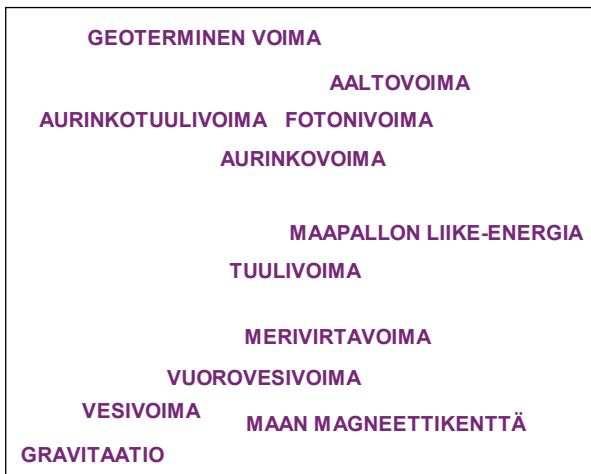 GEOTERMINEN VOIMA
AALTOVOIMA
AURINKOTUULIVOIMA FOTONIVOIMA
AURINKOVOIMA
MAAPALLON LIIKE-ENERGIA
TUULIVOIMA
MERIVIRTAVOIMA
VUOROVESIVOIMA
VESIVOIMA
MAAN MAGNEETTIKENTTÄ
GRAVITAATIO